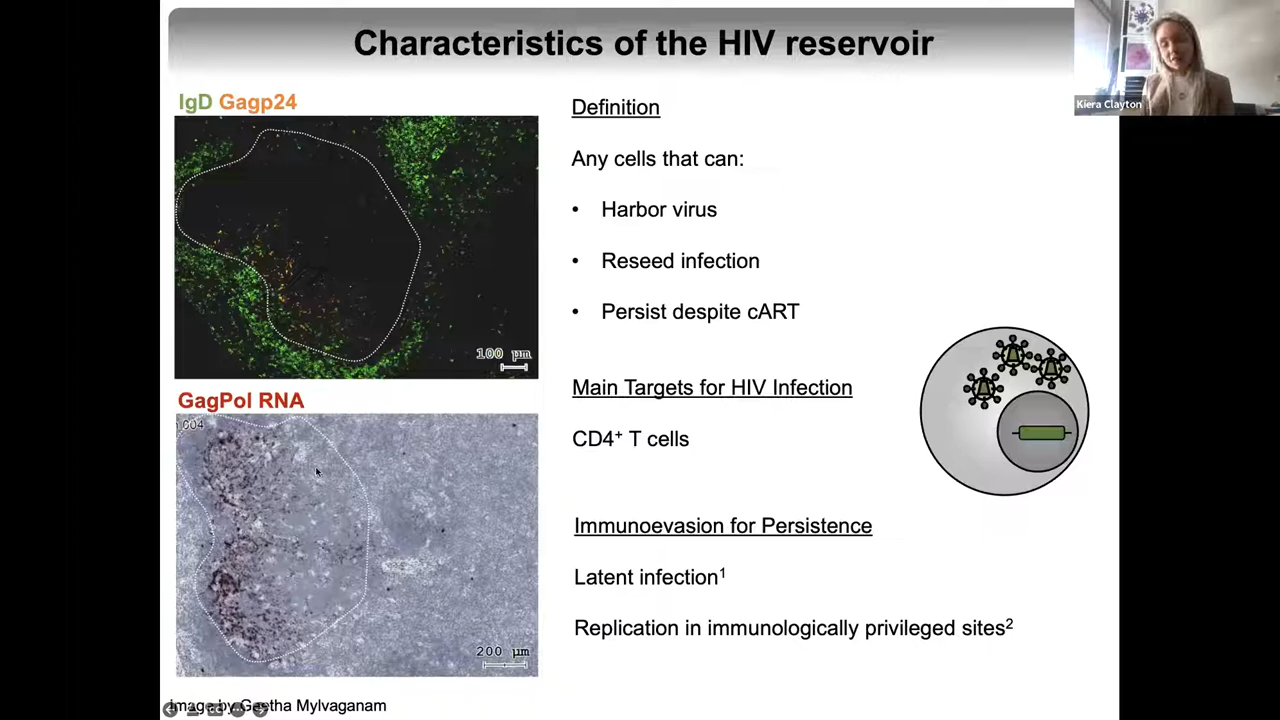 Characteristics of the HIV reservoir
Kiera Clayton
IgD Gagp24
100 µm
GagPol RNA
CD4
200 µm
Image by Geetha Mylvaganam
Definition
Any cells that can:
• Harbor virus
• Reseed infection
• Persist despite cART
Main Targets for HIV Infection
CD4⁺ T cells
Immunoevasion for Persistence
Latent infection¹
Replication in immunologically privileged sites²